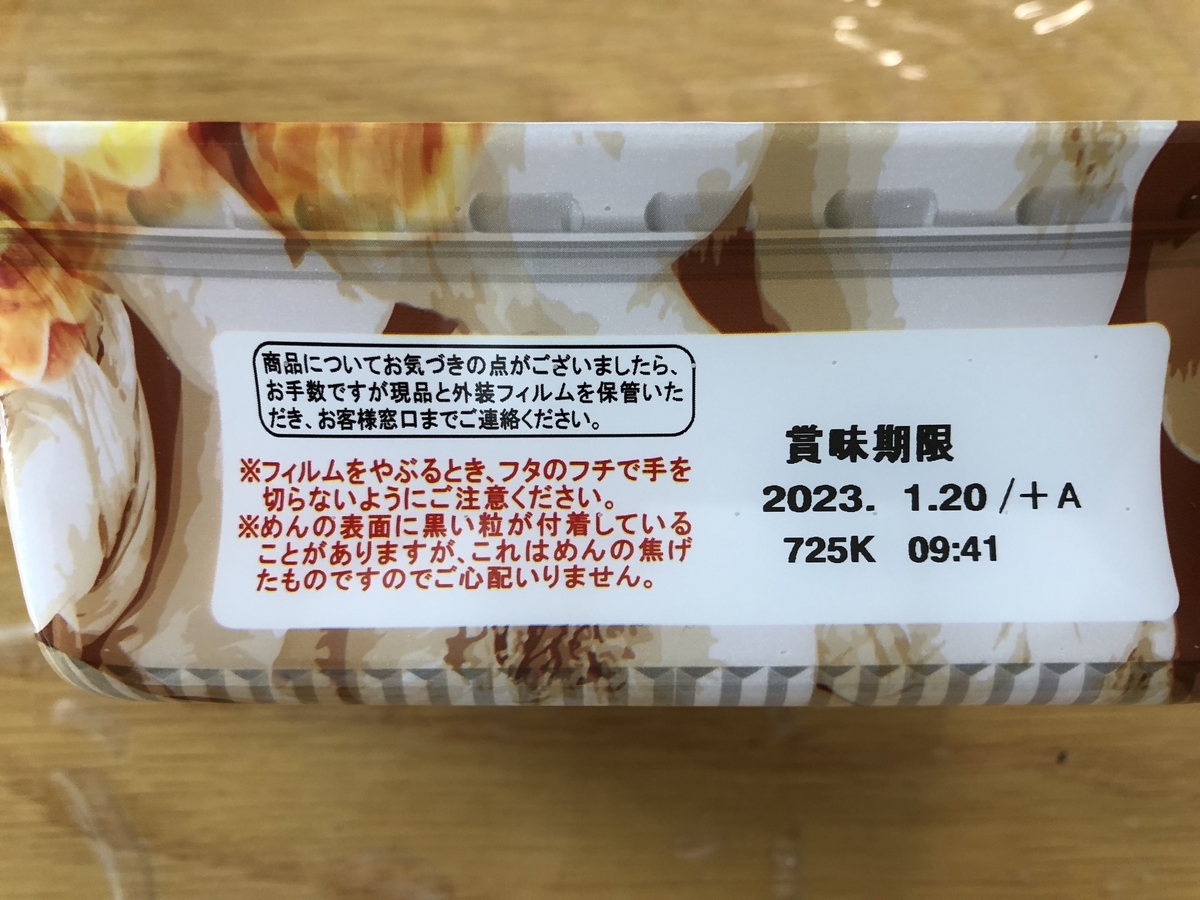 商品についてお気づきの点がございましたら、
お手数ですが現品と外装フィルムを保管いた
だき、お客様窓口までご連絡ください。
※フィルムをやぶるとき、フタのフチで手を
切らないようにご注意ください。
※めんの表面に黒い粒が付着している
ことがありますが、これはめんの焦げ
たものですのでご心配いりません。
賞味期限
2023. 1.20 /+A
725K 09:41